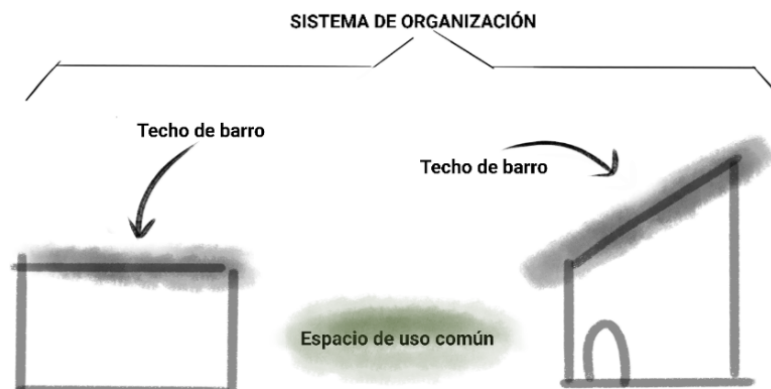 SISTEMA DE ORGANIZACIÓN
Techo de barro
Techo de barro
Espacio de uso común